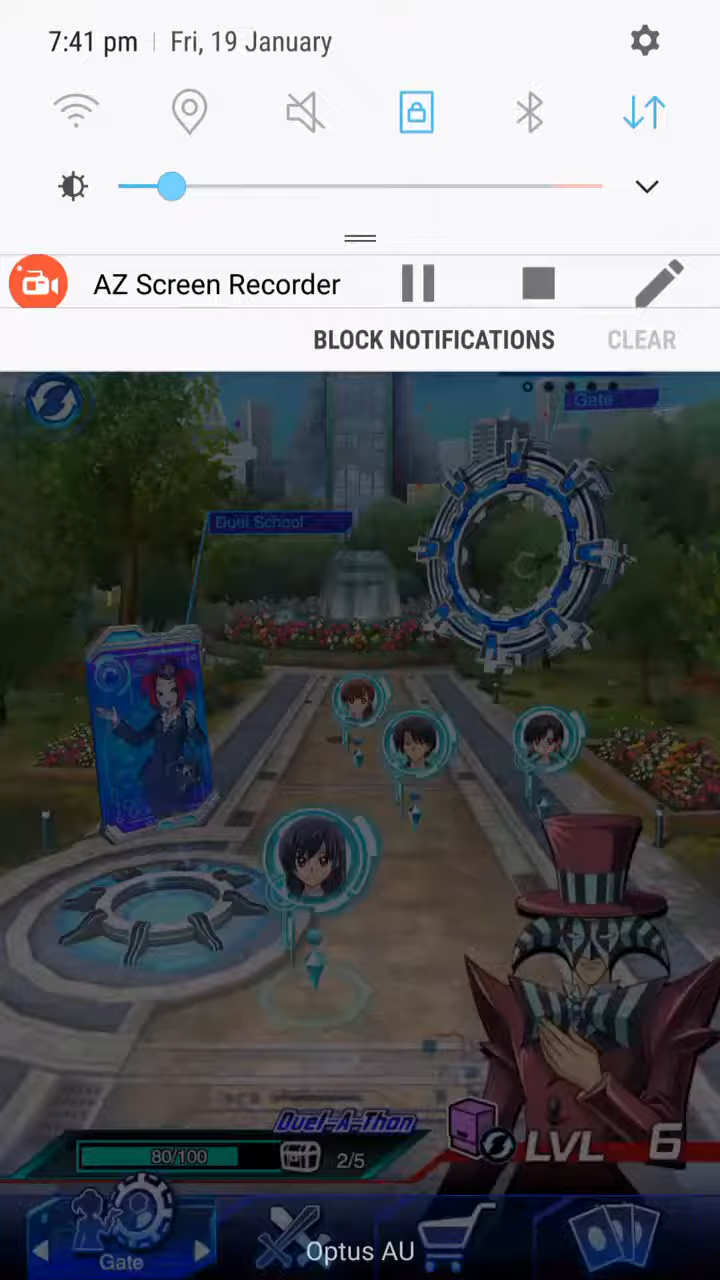 7:41 pm Fri, 19 January
AZ Screen Recorder
BLOCK NOTIFICATIONS CLEAR
Gate
Duel School
Duel-A-Thon
80/100 2/5
LVL 6
Gate
Optus AU